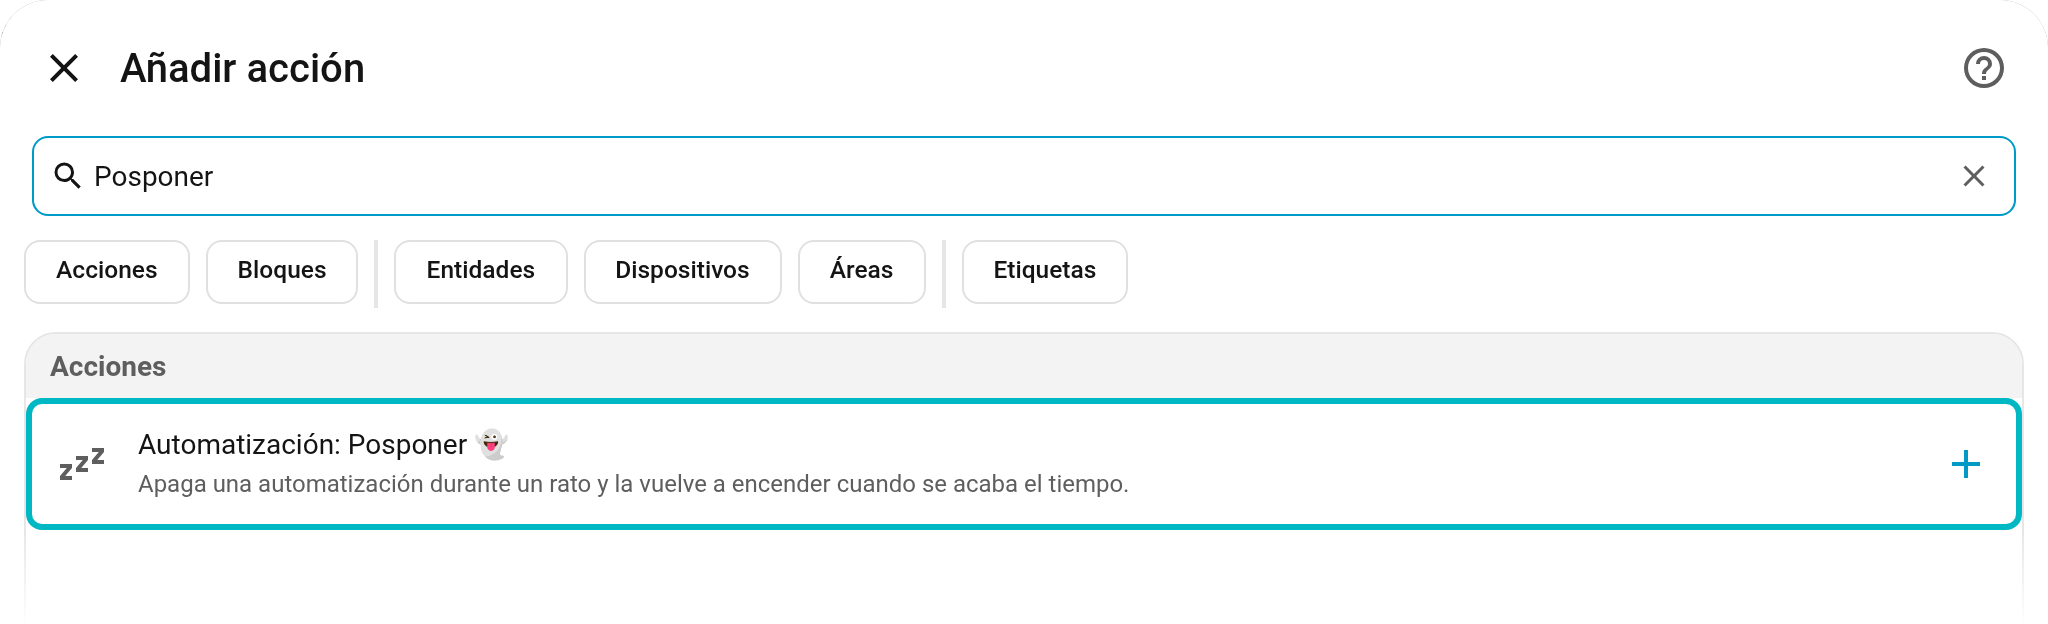 Añadir acción
Posponer
Acciones
Bloques
Entidades
Dispositivos
Áreas
Etiquetas
Acciones
zzz
Automatización: Posponer 👻
Apaga una automatización durante un rato y la vuelve a encender cuando se acaba el tiempo.